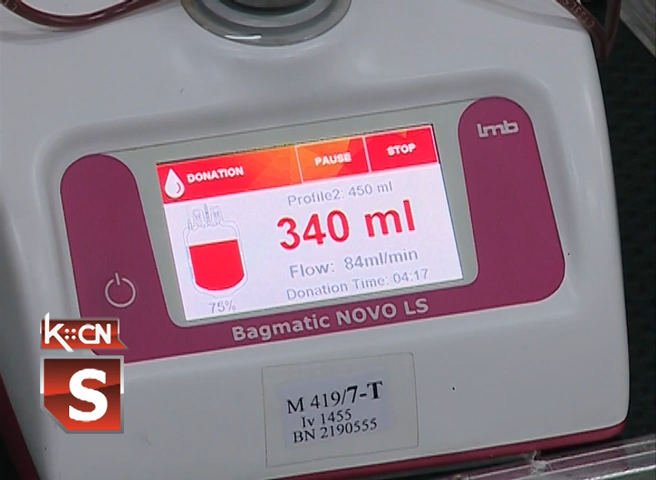 lmb
DONATION
PAUSE
STOP
Profile2: 450 ml
340 ml
Flow: 84ml/min
Donation Time: 04:17
75%
Bagmatic NOVO LS
K::CN
S
M 419/7-T
Iv 1455
BN 2190555